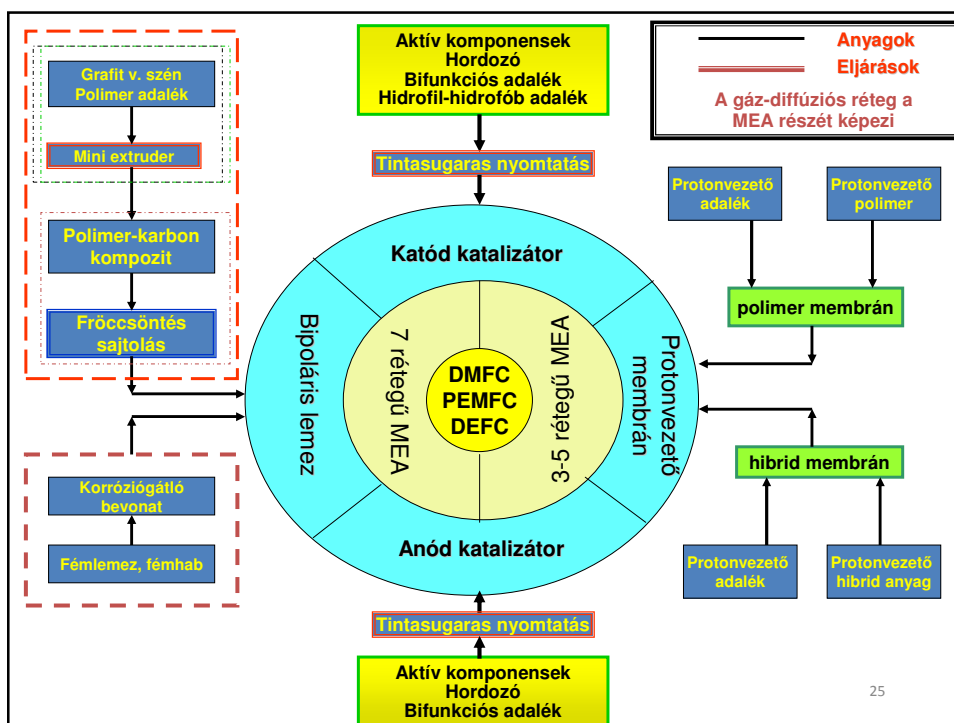 Grafit v. szén
Polimer adalék
Mini extruder
Polimer-karbon
kompozit
Fröccsöntés
sajtolás
Korróziógátló
bevonat
Fémlemez, fémhab
Aktív komponensek
Hordozó
Bifunkciós adalék
Hidrofil-hidrofób adalék
Tintasugaras nyomtatás
Katód katalizátor
Bipoláris lemez
7 rétegű MEA
DMFC
PEMFC
DEFC
3-5 rétegű MEA
Protonvezető
membrán
Anód katalizátor
Tintasugaras nyomtatás
Aktív komponensek
Hordozó
Bifunkciós adalék
Anyagok
Eljárások
A gáz-diffúziós réteg a
MEA részét képezi
Protonvezető
adalék
Protonvezető
polimer
polimer membrán
hibrid membrán
Protonvezető
adalék
Protonvezető
hibrid anyag
25